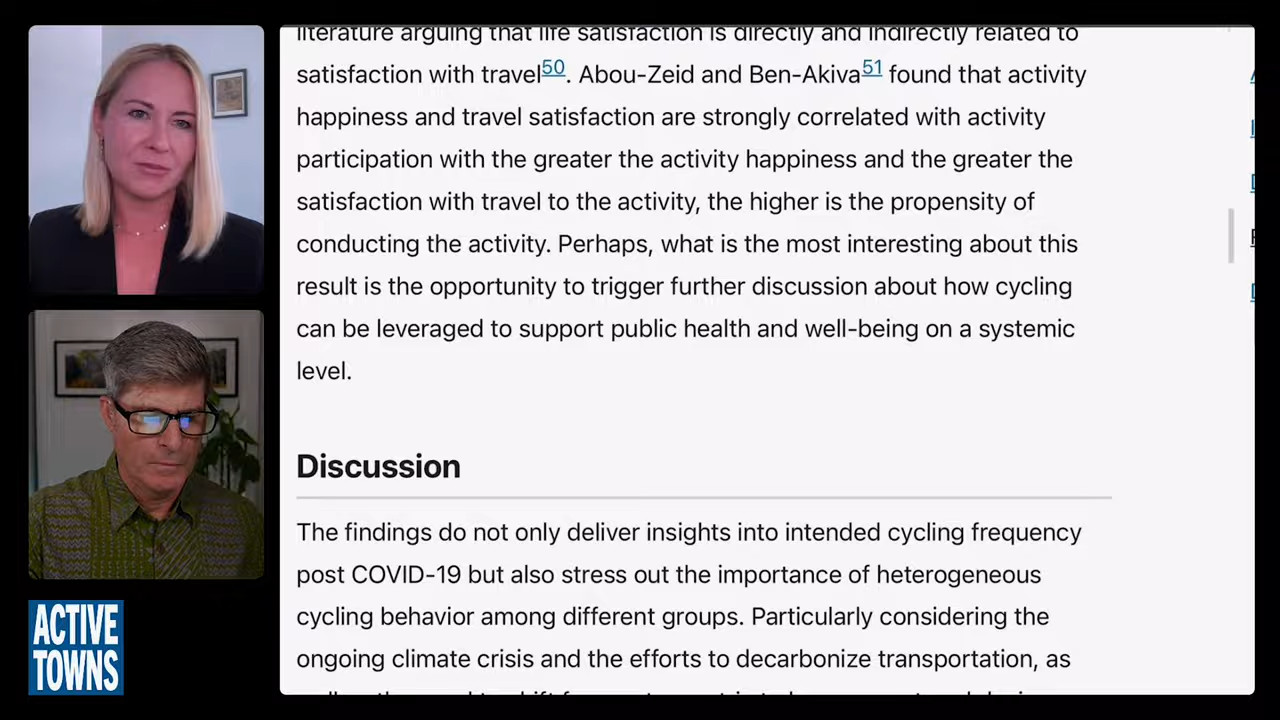 literature arguing that life satisfaction is directly and indirectly related to
satisfaction with travel50. Abou-Zeid and Ben-Akiva51 found that activity
happiness and travel satisfaction are strongly correlated with activity
participation with the greater the activity happiness and the greater the
satisfaction with travel to the activity, the higher is the propensity of
conducting the activity. Perhaps, what is the most interesting about this
result is the opportunity to trigger further discussion about how cycling
can be leveraged to support public health and well-being on a systemic
level.
Discussion
The findings do not only deliver insights into intended cycling frequency
post COVID-19 but also stress out the importance of heterogeneous
cycling behavior among different groups. Particularly considering the
ongoing climate crisis and the efforts to decarbonize transportation, as
ACTIVE
TOWNS